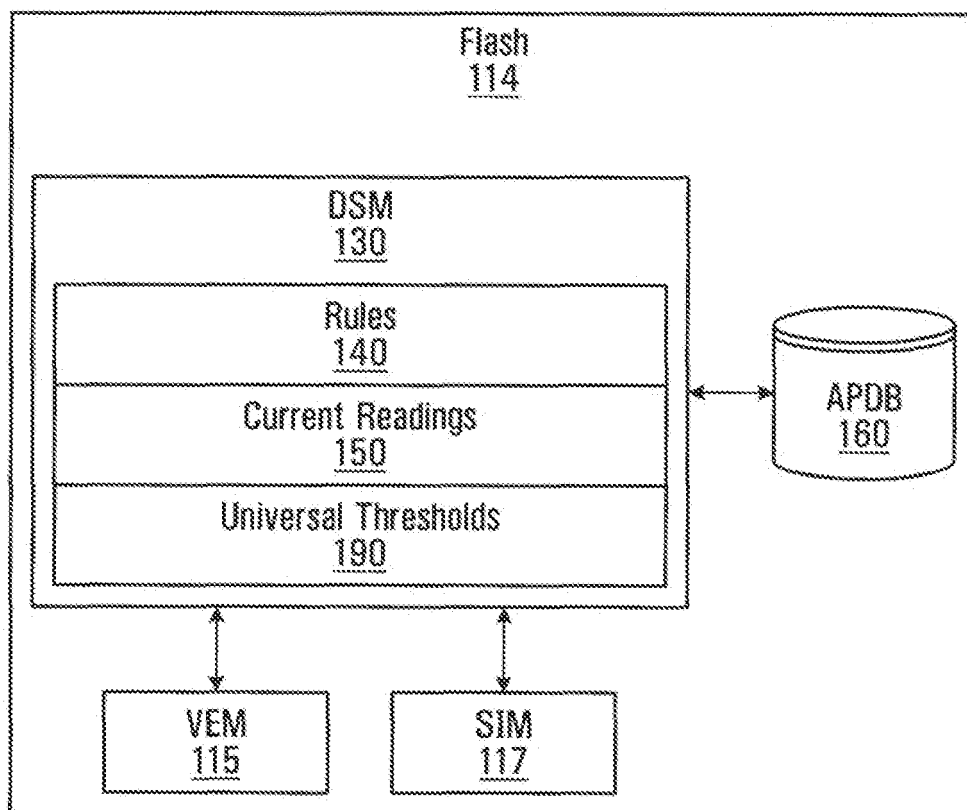 Flash
114
DSM
130
Rules
140
Current Readings
150
Universal Thresholds
190
APDB
160
VEM
115
SIM
117